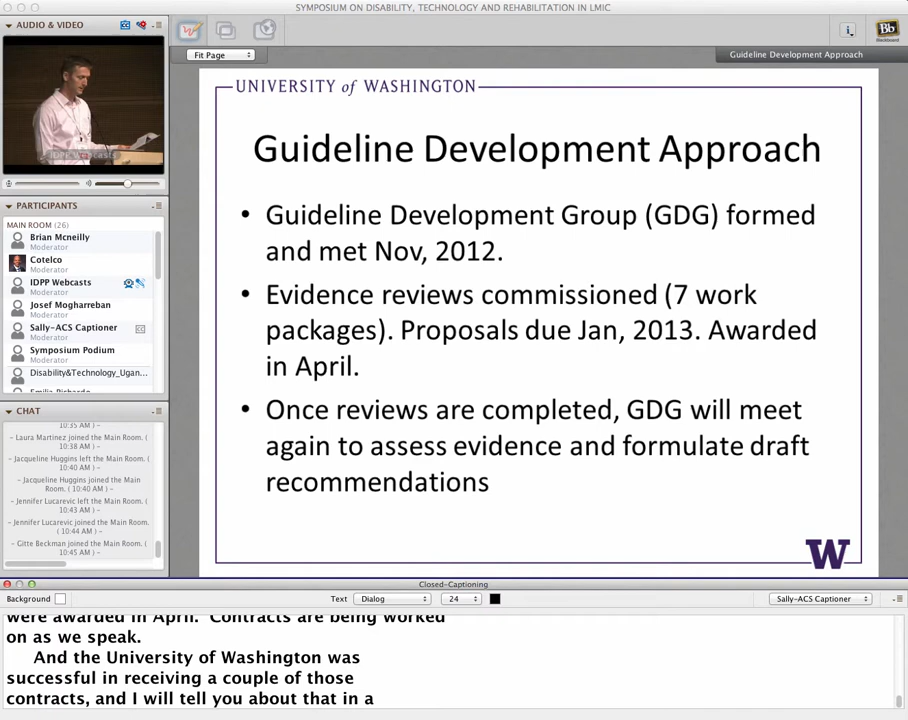 SYMPOSIUM ON DISABILITY, TECHNOLOGY AND REHABILITATION IN LMIC
AUDIO & VIDEO
IDPP Webcasts
PARTICIPANTS
MAIN ROOM (26)
Brian Mcneilly
Moderator
Cotelco
Moderator
IDPP Webcasts
Moderator
Josef Mogharreban
Moderator
Sally-ACS Captioner
Moderator
Symposium Podium
Moderator
Disability&Technology_Ugan...
CHAT
10:35 AM ) –
– Laura Martinez joined the Main Room. (
10:38 AM ) –
– Jacqueline Huggins left the Main Room. (
10:40 AM ) –
– Jacqueline Huggins joined the Main
Room. ( 10:40 AM ) –
– Jennifer Lucarevic left the Main Room. (
10:43 AM ) –
– Jennifer Lucarevic joined the Main Room.
( 10:44 AM ) –
– Gitte Beckman joined the Main Room. (
10:45 AM ) –
Fit Page
Guideline Development Approach
Bb
Blackboard
UNIVERSITY of WASHINGTON
Guideline Development Approach
• Guideline Development Group (GDG) formed
and met Nov, 2012.
• Evidence reviews commissioned (7 work
packages). Proposals due Jan, 2013. Awarded
in April.
• Once reviews are completed, GDG will meet
again to assess evidence and formulate draft
recommendations
W
Closed-Captioning
Background
Text
Dialog
24
Sally-ACS Captioner
were awarded in April. Contracts are being worked
on as we speak.
And the University of Washington was
successful in receiving a couple of those
contracts, and I will tell you about that in a